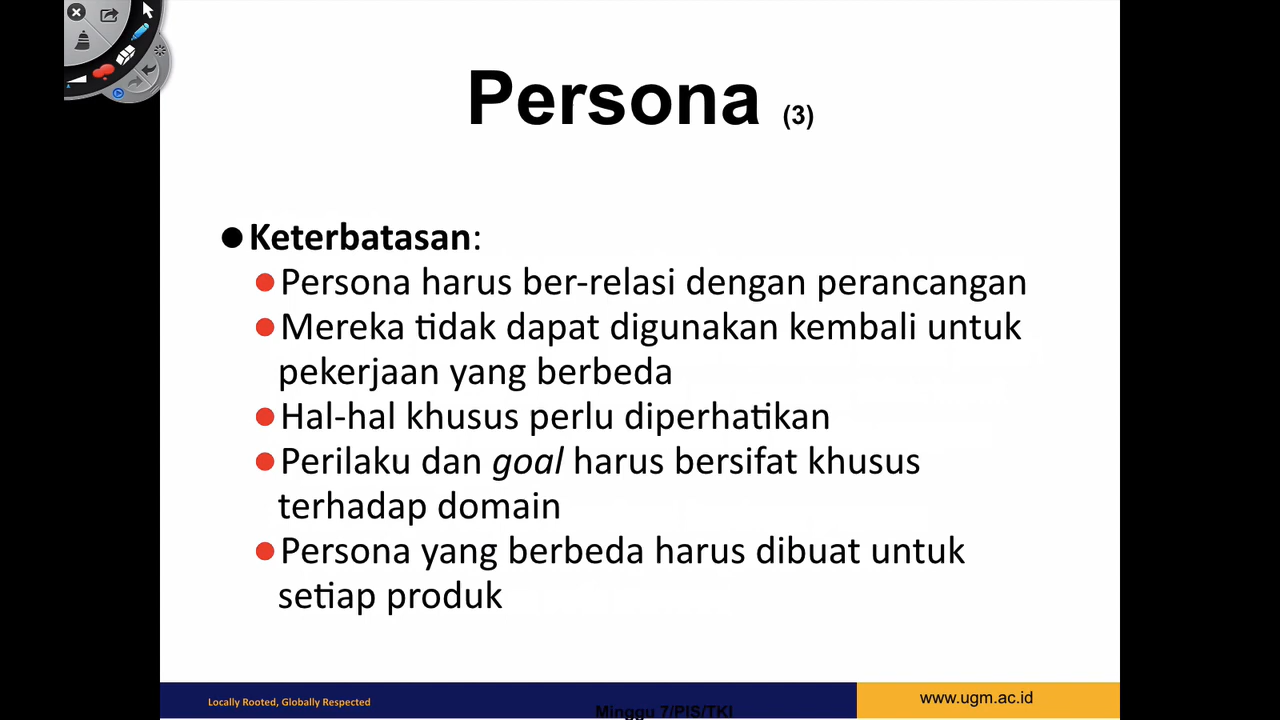 Persona (3)
Keterbatasan:
Persona harus ber-relasi dengan perancangan
Mereka tidak dapat digunakan kembali untuk
pekerjaan yang berbeda
Hal-hal khusus perlu diperhatikan
Perilaku dan goal harus bersifat khusus
terhadap domain
Persona yang berbeda harus dibuat untuk
setiap produk
Locally Rooted, Globally Respected
www.ugm.ac.id
Minggu 7/PIS/TKI